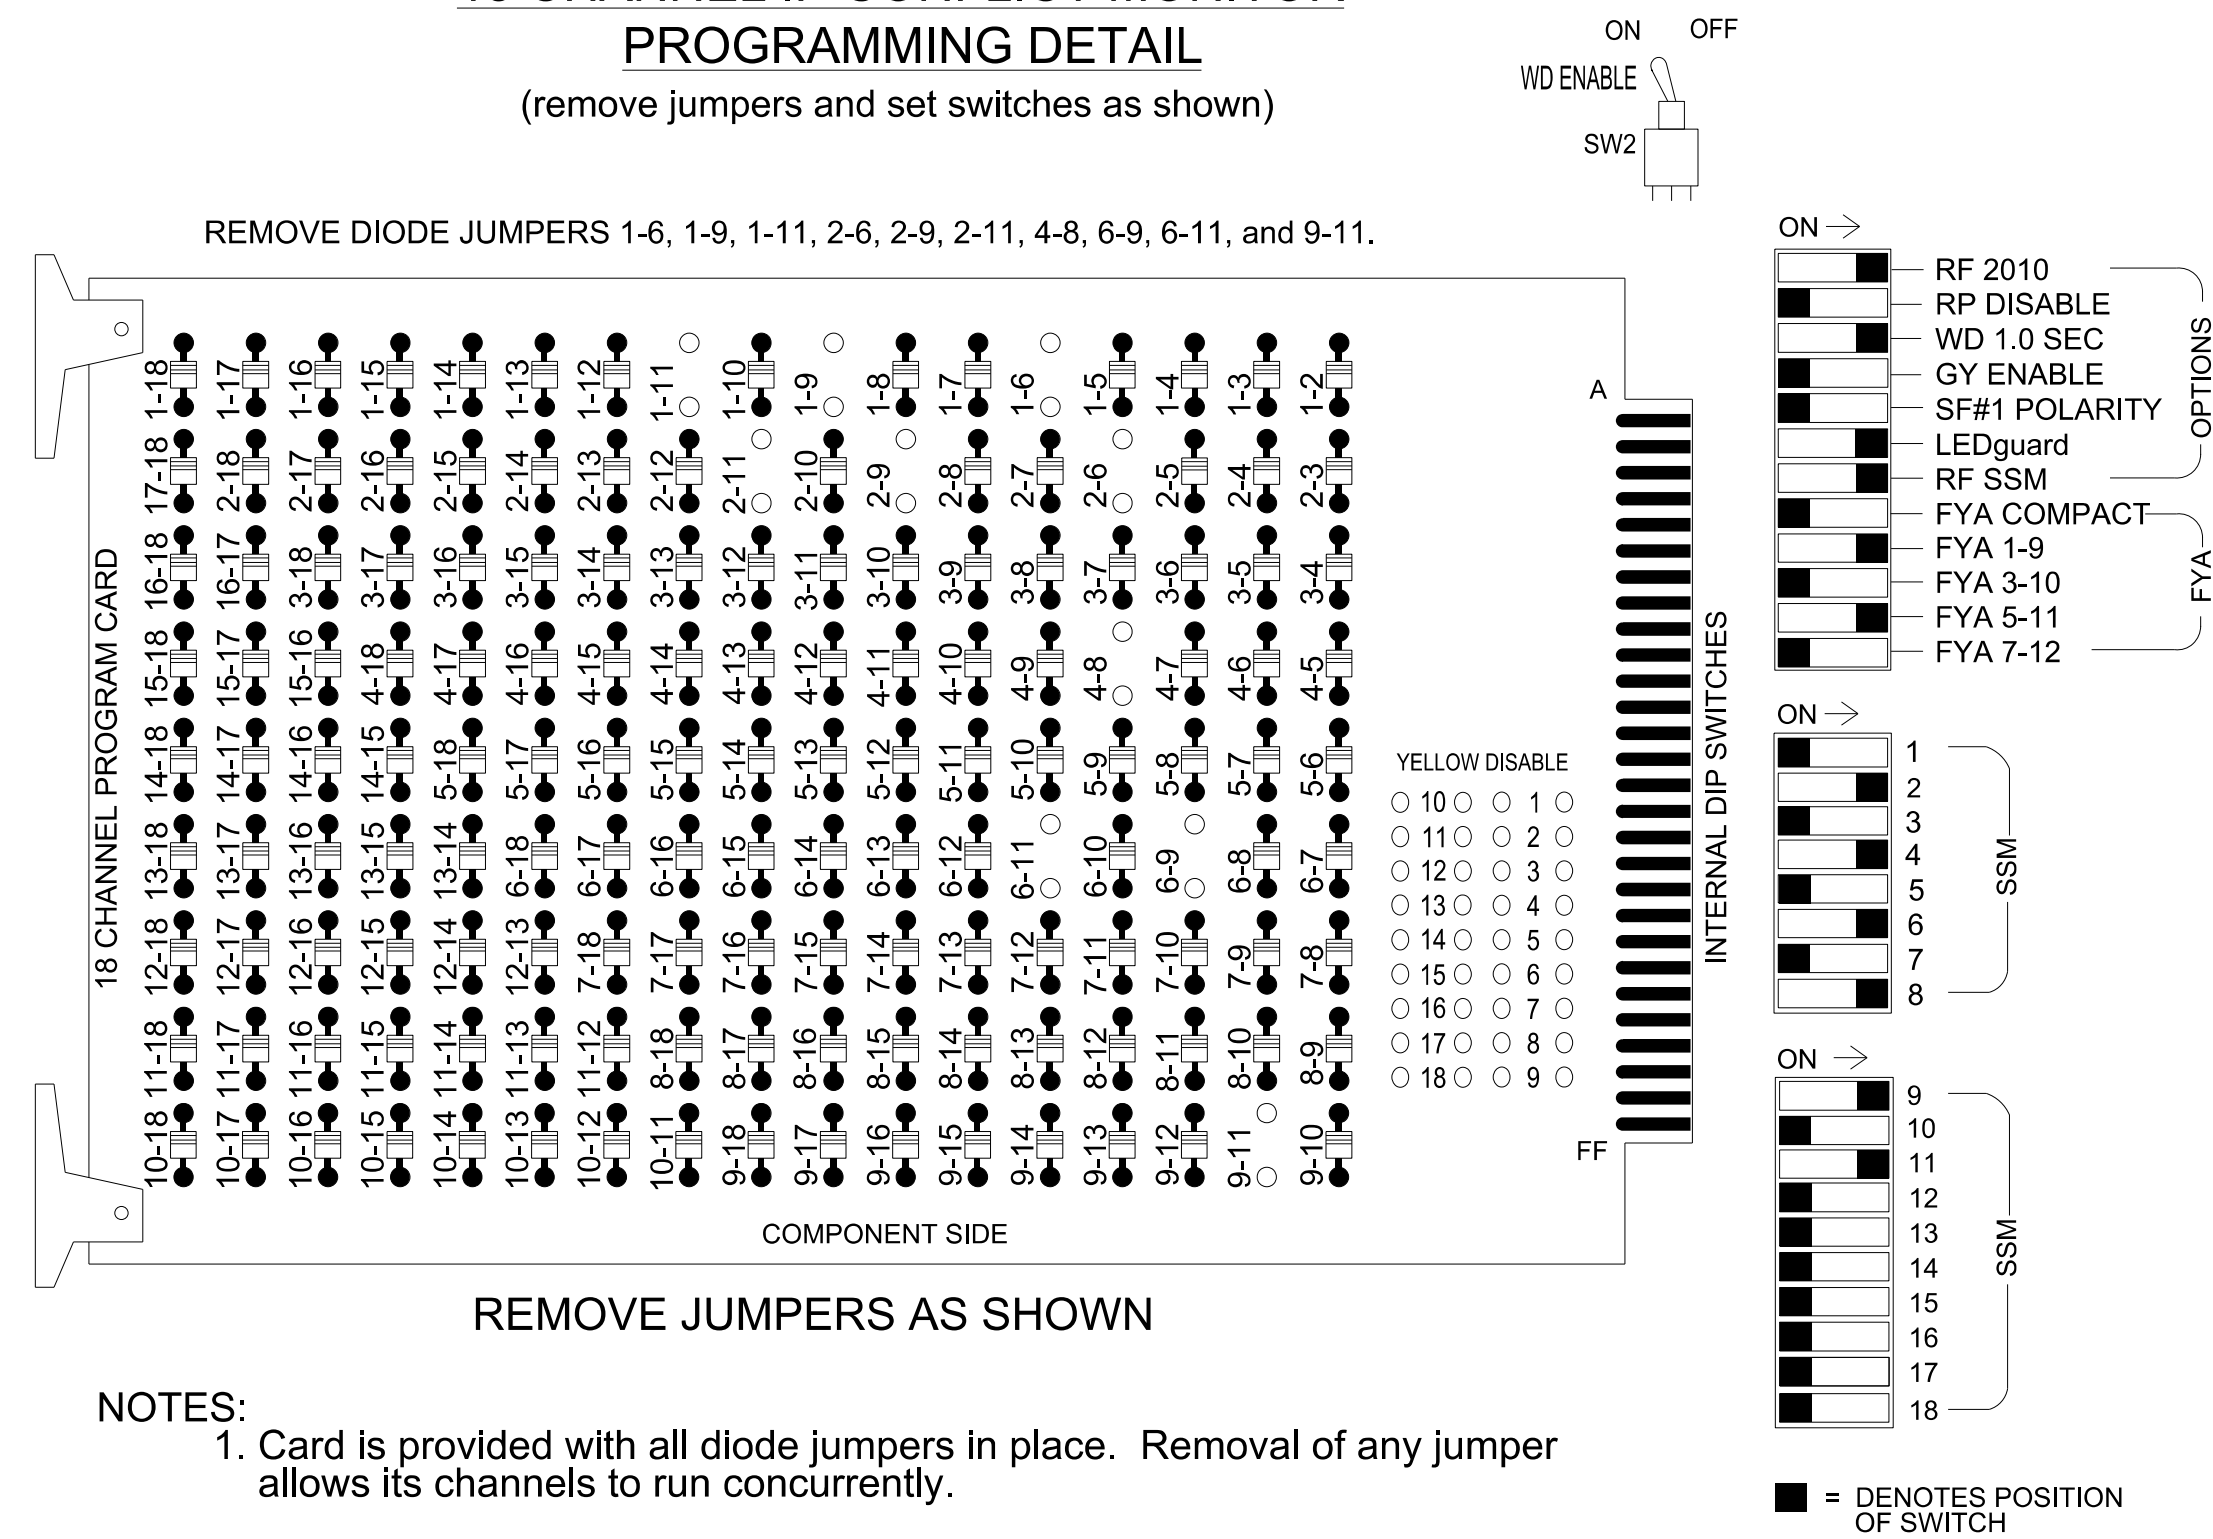 PROGRAMMING DETAIL
(remove jumpers and set switches as shown)
ON OFF
WD ENABLE
SW2
REMOVE DIODE JUMPERS 1-6, 1-9, 1-11, 2-6, 2-9, 2-11, 4-8, 6-9, 6-11, and 9-11.
18 CHANNEL PROGRAM CARD
1-18 1-17 1-16 1-15 1-14 1-13 1-12 1-11 1-10 1-9 1-8 1-7 1-6 1-5 1-4 1-3 1-2
17-18 2-18 2-17 2-16 2-15 2-14 2-13 2-12 2-11 2-10 2-9 2-8 2-7 2-6 2-5 2-4 2-3
16-18 16-17 3-18 3-17 3-16 3-15 3-14 3-13 3-12 3-11 3-10 3-9 3-8 3-7 3-6 3-5 3-4
15-18 15-17 15-16 4-18 4-17 4-16 4-15 4-14 4-13 4-12 4-11 4-10 4-9 4-8 4-7 4-6 4-5
14-18 14-17 14-16 14-15 5-18 5-17 5-16 5-15 5-14 5-13 5-12 5-11 5-10 5-9 5-8 5-7 5-6
13-18 13-17 13-16 13-15 13-14 6-18 6-17 6-16 6-15 6-14 6-13 6-12 6-11 6-10 6-9 6-8 6-7
12-18 12-17 12-16 12-15 12-14 12-13 7-18 7-17 7-16 7-15 7-14 7-13 7-12 7-11 7-10 7-9 7-8
11-18 11-17 11-16 11-15 11-14 11-13 11-12 8-18 8-17 8-16 8-15 8-14 8-13 8-12 8-11 8-10 8-9
10-18 10-17 10-16 10-15 10-14 10-13 10-12 10-11 9-18 9-17 9-16 9-15 9-14 9-13 9-12 9-11 9-10
YELLOW DISABLE
10 1
11 2
12 3
13 4
14 5
15 6
16 7
17 8
18 9
A
FF
COMPONENT SIDE
INTERNAL DIP SWITCHES
ON
RF 2010
RP DISABLE
WD 1.0 SEC
GY ENABLE
SF#1 POLARITY
LEDguard
RF SSM
OPTIONS
FYA COMPACT
FYA 1-9
FYA 3-10
FYA 5-11
FYA 7-12
FYA
ON
1
2
3
4
5
6
7
8
SSM
ON
9
10
11
12
13
14
15
16
17
18
SSM
REMOVE JUMPERS AS SHOWN
NOTES:
1. Card is provided with all diode jumpers in place. Removal of any jumper
allows its channels to run concurrently.
= DENOTES POSITION
OF SWITCH